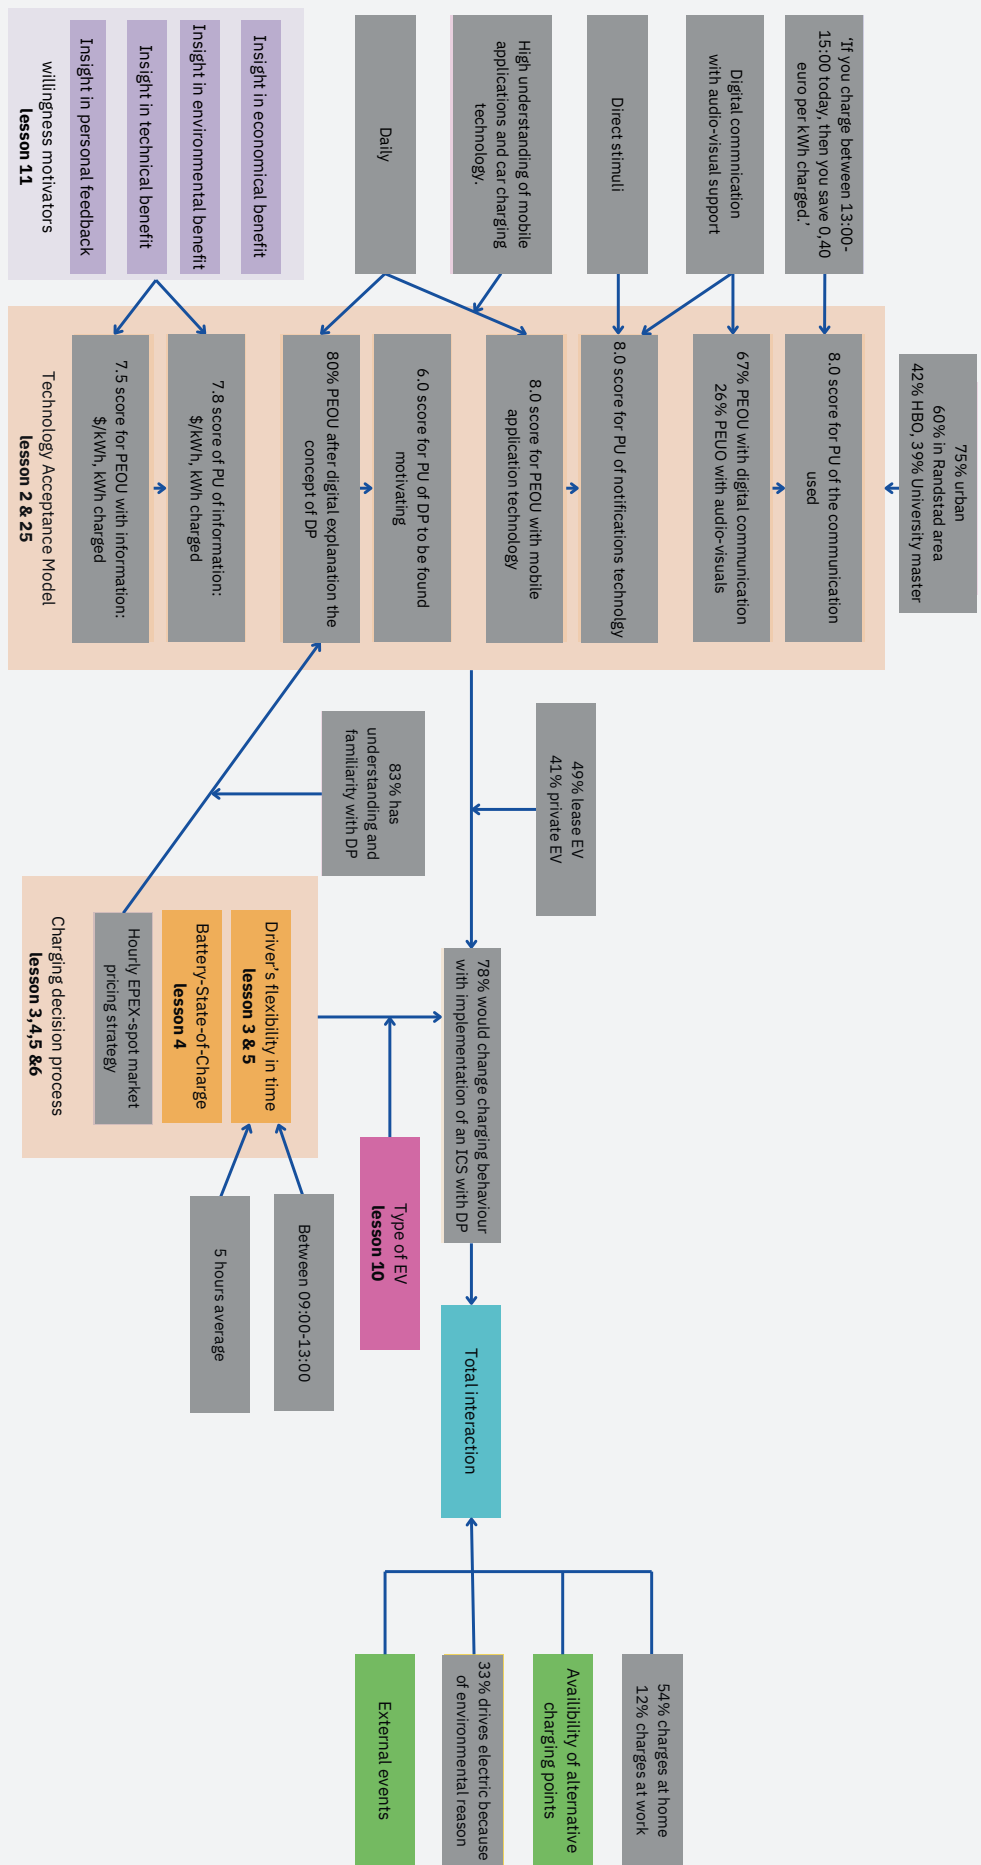 75% urban
60% in Randstad area
42% HBO, 39% University master
'If you charge between 13:00-
15:00 today, then you save 0,40
euro per kWh charged.'
8.0 score for PU of the communication
used
Digital commnication
with audio-visual support
67% PEOU with digital communication
26% PEUO with audio-visuals
Direct stimuli
8.0 score for PU of notifications technolgy
High understanding of mobile
applications and car charging
technology.
8.0 score for PEOU with mobile
application technology
Daily
6.0 score for PU of DP to be found
motivating
80% PEOU after digital explanation the
concept of DP
Insight in economical benefit
Insight in environmental benefit
Insight in technical benefit
Insight in personal feedback
willingness motivators
lesson 11
7.8 score of PU of information:
$/kWh, kWh charged
7.5 score for PEOU with information:
$/kWh, kWh charged
Technology Acceptance Model
lesson 2 & 25
49% lease EV
41% private EV
83% has
understanding and
familiarity with DP
78% would change charging behaviour
with implementation of an ICS with DP
Driver's flexibility in time
lesson 3 & 5
Battery-State-of-Charge
lesson 4
Hourly EPEX-spot market
pricing strategy
Charging decision process
lesson 3,4,5 &6
Type of EV
lesson 10
Between 09:00-13:00
5 hours average
Total interaction
54% charges at home
12% charges at work
Availibility of alternative
charging points
33% drives electric because
of environmental reason
External events